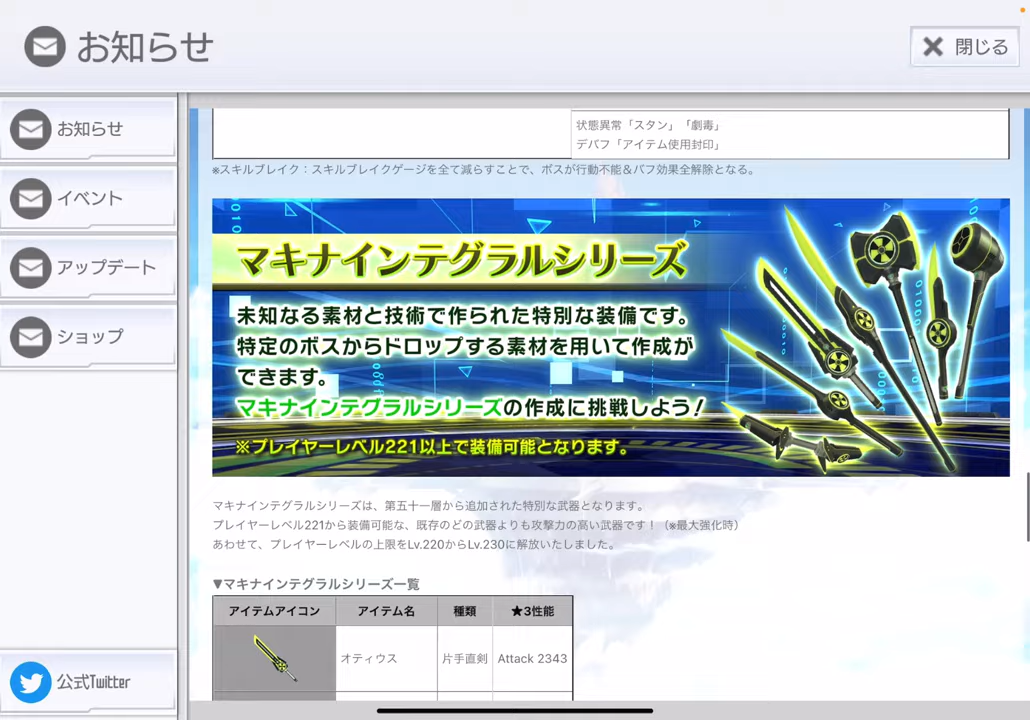 お知らせ
閉じる
お知らせ
イベント
アップデート
ショップ
公式Twitter
状態異常「スタン」「劇毒」
デバフ「アイテム使用封印」
※スキルブレイク：スキルブレイクゲージを全て減らすことで、ボスが行動不能＆バフ効果全解除となる。
マキナインテグラルシリーズ
未知なる素材と技術で作られた特別な装備です。
特定のボスからドロップする素材を用いて作成が
できます。
マキナインテグラルシリーズの作成に挑戦しよう！
※プレイヤーレベル221以上で装備可能となります。
マキナインテグラルシリーズは、第五十一層から追加された特別な武器となります。
プレイヤーレベル221から装備可能な、既存のどの武器よりも攻撃力の高い武器です！（※最大強化時）
あわせて、プレイヤーレベルの上限をLv.220からLv.230に解放いたしました。
▼マキナインテグラルシリーズ一覧
アイテムアイコン アイテム名 種類 ★3性能
オティウス 片手直剣 Attack 2343